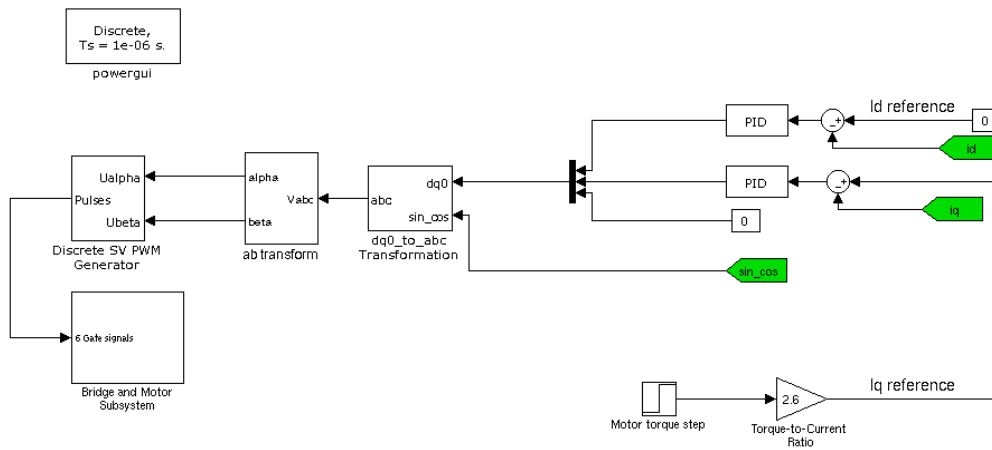 Discrete,
Ts = 1e-06 s.
powergui
Id reference
PID
_+
0
id
PID
_+
iq
0
sin_cos
dq0
abc
sin_cos
dq0_to_abc
Transformation
alpha
Vabc
beta
ab transform
Ualpha
Pulses
Ubeta
Discrete SV PWM
Generator
6 Gate signals
Bridge and Motor
Subsystem
Motor torque step
2.6
Torque-to-Current
Ratio
Iq reference